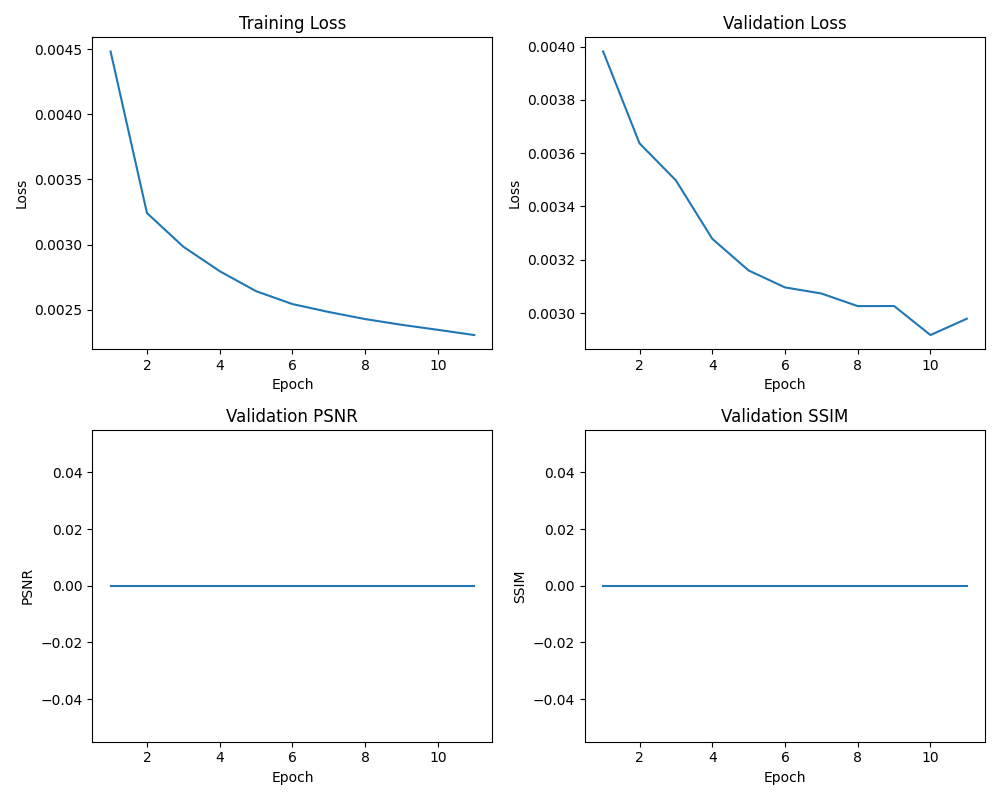 Training Loss
0.0045
0.0040
0.0035
0.0030
0.0025
Loss
2 4 6 8 10
Epoch
Validation Loss
0.0040
0.0038
0.0036
0.0034
0.0032
0.0030
Loss
2 4 6 8 10
Epoch
Validation PSNR
0.04
0.02
0.00
−0.02
−0.04
PSNR
2 4 6 8 10
Epoch
Validation SSIM
0.04
0.02
0.00
−0.02
−0.04
SSIM
2 4 6 8 10
Epoch